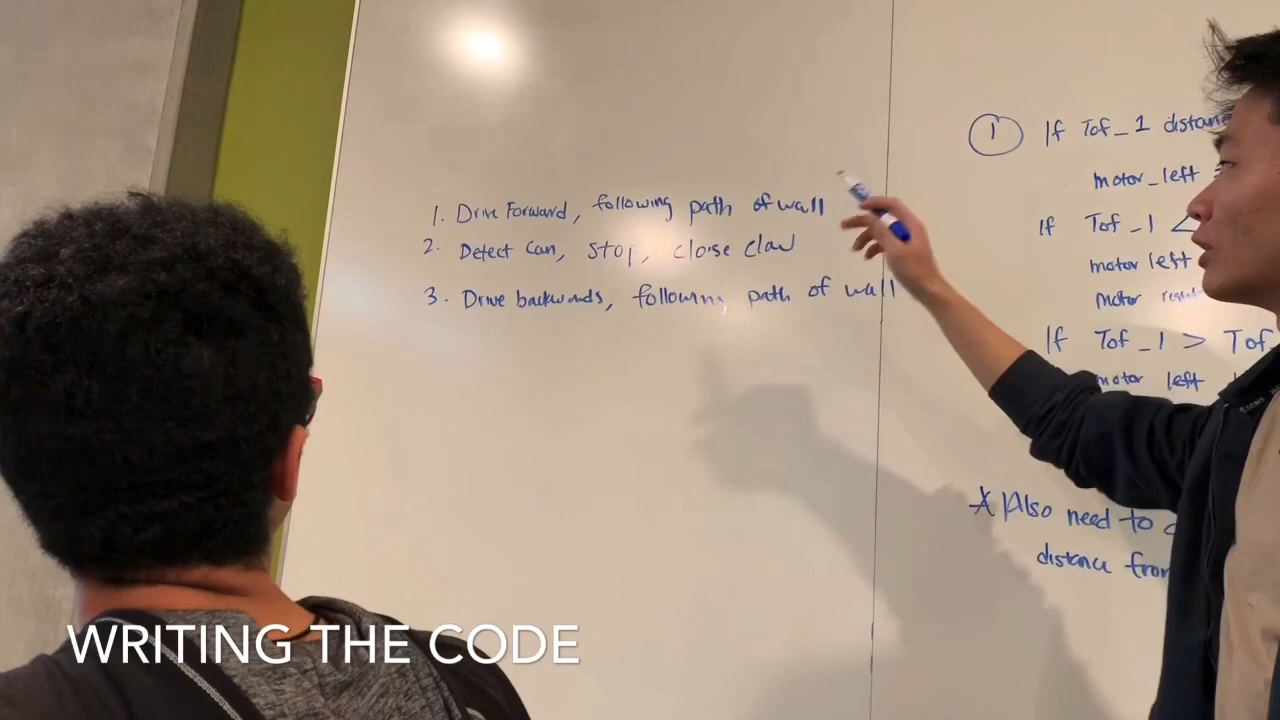 1. Drive Forward, following path of wall
2. Detect Can, stop, close claw
3. Drive backwards, following path of wall
1 If Tof_1 distance
motor_left
If Tof_1 <
motor left
motor right
If Tof_1 > Tof
motor left
* Also need to
distance from
WRITING THE CODE